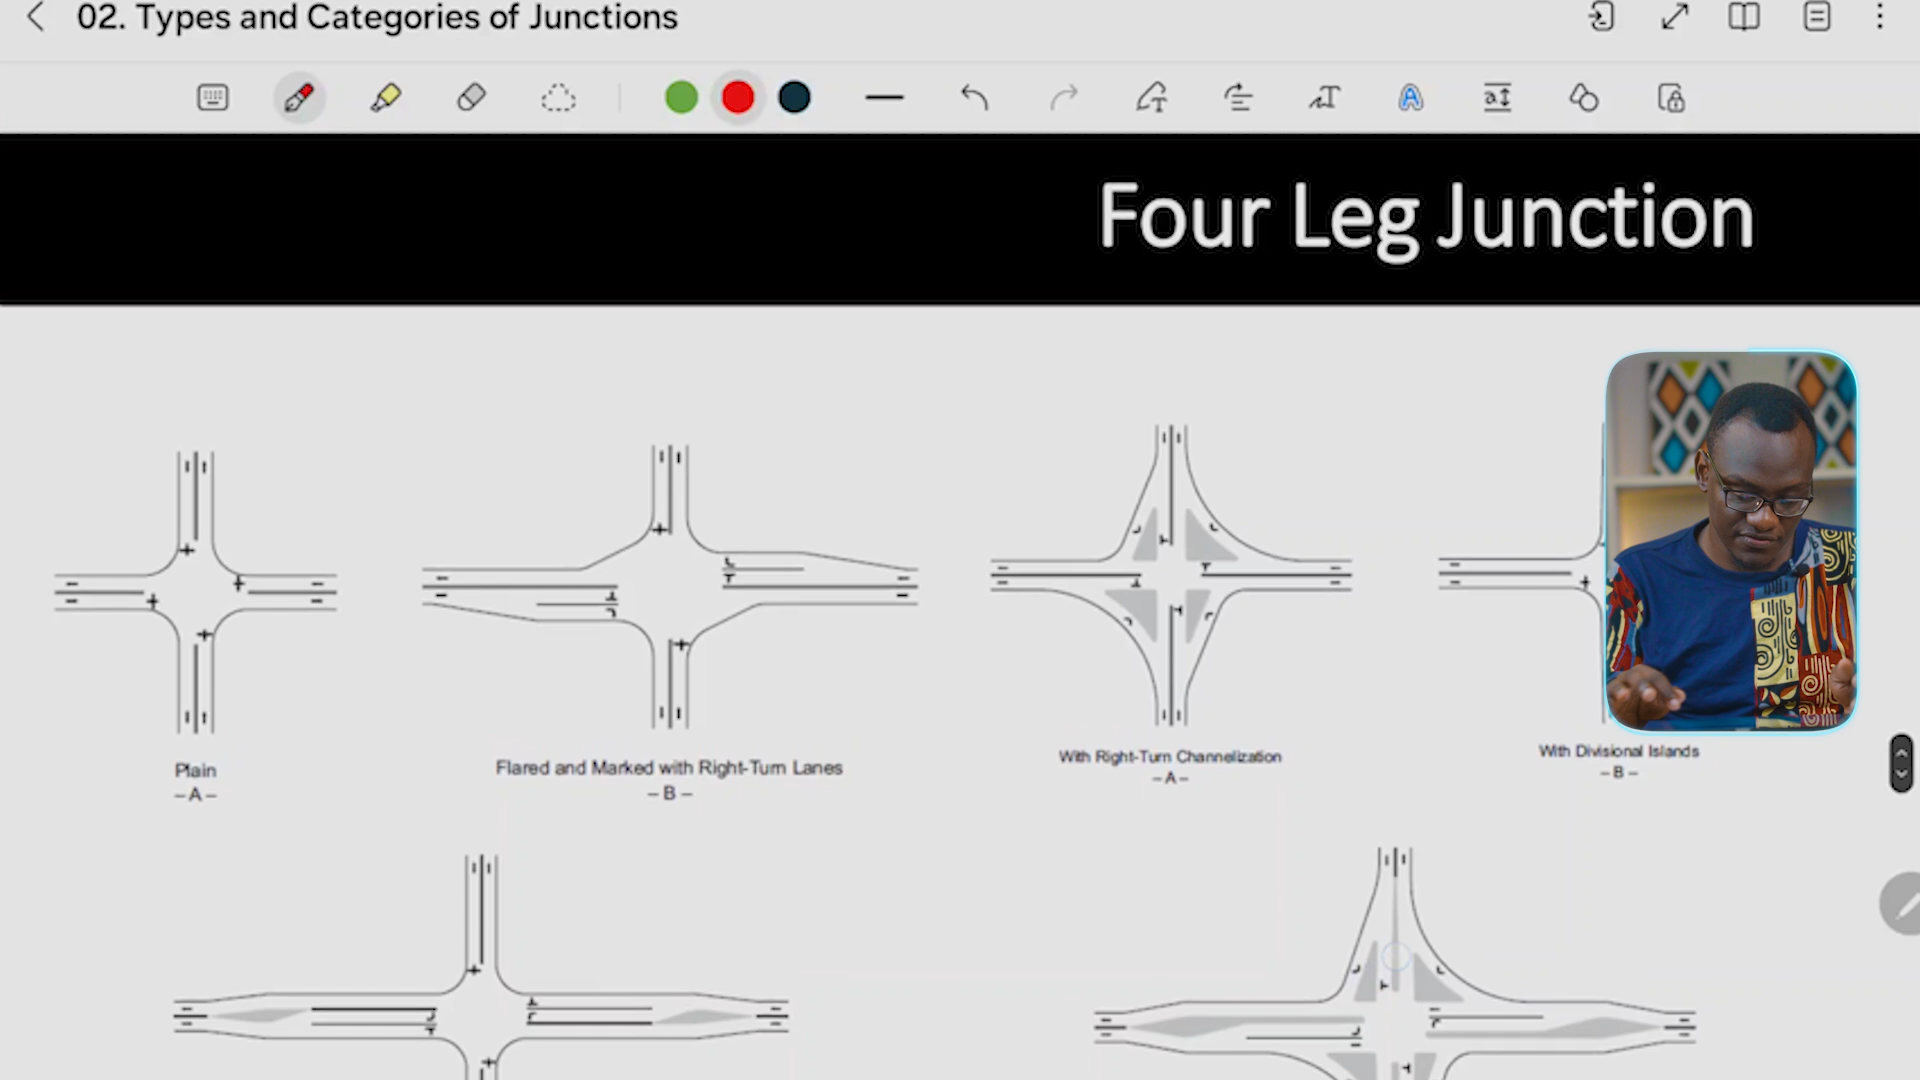 02. Types and Categories of Junctions
Four Leg Junction
Plain
– A –
Flared and Marked with Right-Turn Lanes
– B –
With Right-Turn Channelization
– A –
With Divisional Islands
– B –